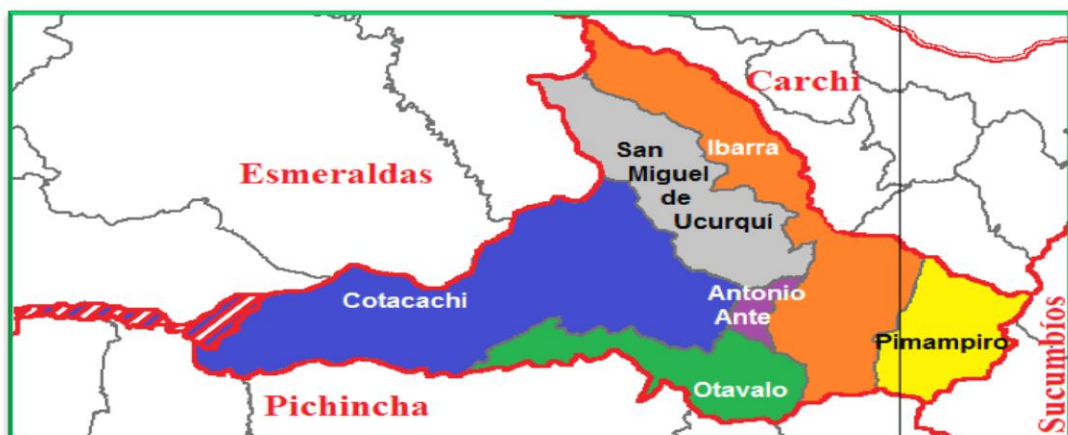 Carchi
Ibarra
San
Miguel
de
Ucurquí
Esmeraldas
Cotacachi
Antonio
Ante
Pimampiro
Otavalo
Pichincha
Sucumbíos